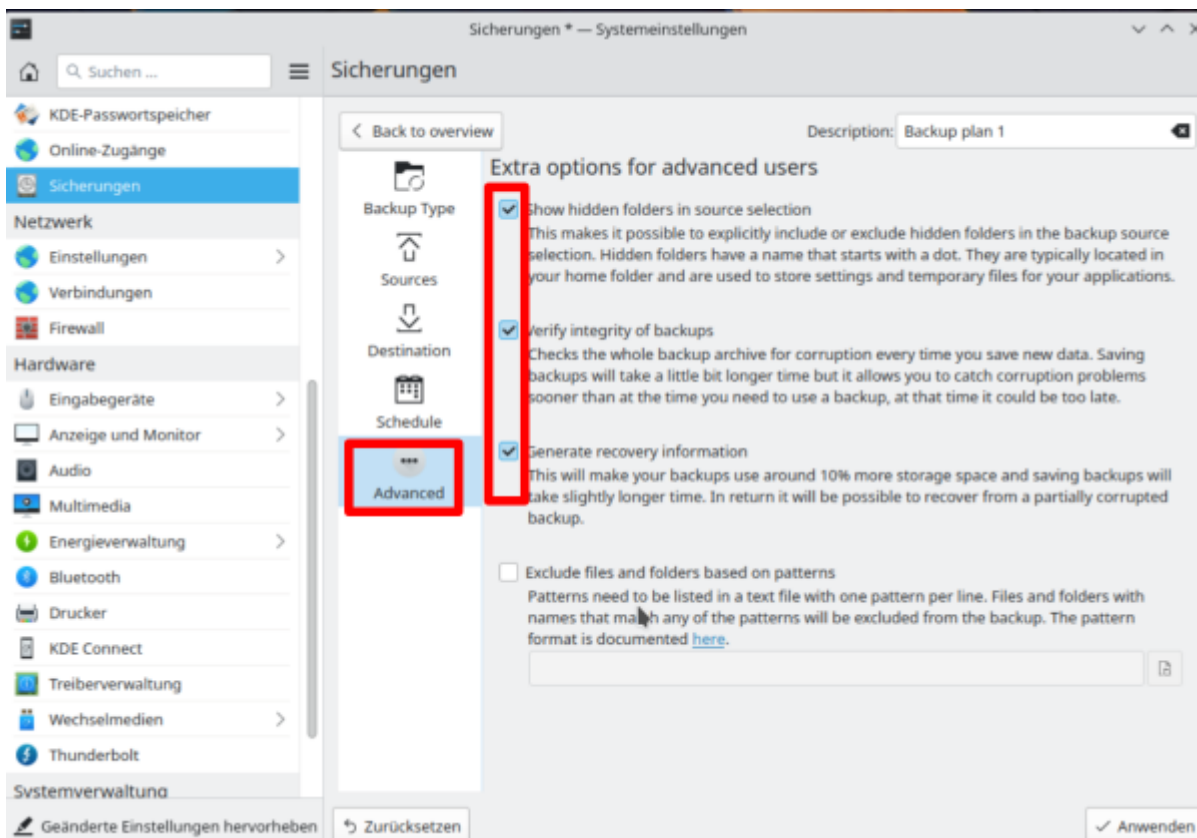 Sicherungen * — Systemeinstellungen
Suchen ...
Sicherungen
KDE-Passwortspeicher
Online-Zugänge
Sicherungen
Netzwerk
Einstellungen
Verbindungen
Firewall
Hardware
Eingabegeräte
Anzeige und Monitor
Audio
Multimedia
Energieverwaltung
Bluetooth
Drucker
KDE Connect
Treiberverwaltung
Wechselmedien
Thunderbolt
Systemverwaltung
Geänderte Einstellungen hervorheben
Back to overview
Description: Backup plan 1
Backup Type
Sources
Destination
Schedule
Advanced
Extra options for advanced users
Show hidden folders in source selection
This makes it possible to explicitly include or exclude hidden folders in the backup source
selection. Hidden folders have a name that starts with a dot. They are typically located in
your home folder and are used to store settings and temporary files for your applications.
Verify integrity of backups
Checks the whole backup archive for corruption every time you save new data. Saving
backups will take a little bit longer time but it allows you to catch corruption problems
sooner than at the time you need to use a backup, at that time it could be too late.
Generate recovery information
This will make your backups use around 10% more storage space and saving backups will
take slightly longer time. In return it will be possible to recover from a partially corrupted
backup.
Exclude files and folders based on patterns
Patterns need to be listed in a text file with one pattern per line. Files and folders with
names that match any of the patterns will be excluded from the backup. The pattern
format is documented here.
Zurücksetzen
Anwenden